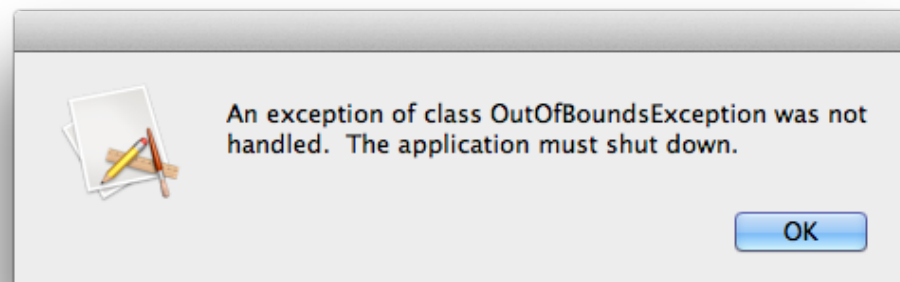 An exception of class OutOfBoundsException was not
handled.  The application must shut down.
OK